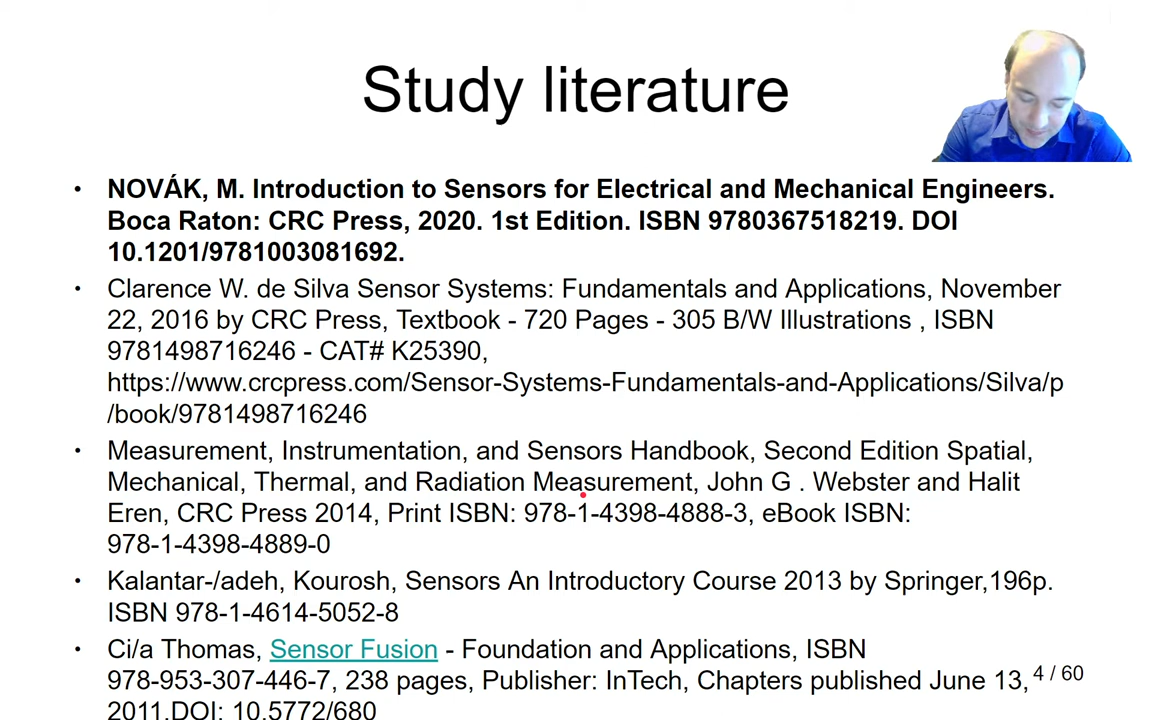 Study literature
• NOVÁK, M. Introduction to Sensors for Electrical and Mechanical Engineers.
Boca Raton: CRC Press, 2020. 1st Edition. ISBN 9780367518219. DOI
10.1201/9781003081692.
• Clarence W. de Silva Sensor Systems: Fundamentals and Applications, November
22, 2016 by CRC Press, Textbook - 720 Pages - 305 B/W Illustrations , ISBN
9781498716246 - CAT# K25390,
https://www.crcpress.com/Sensor-Systems-Fundamentals-and-Applications/Silva/p
/book/9781498716246
• Measurement, Instrumentation, and Sensors Handbook, Second Edition Spatial,
Mechanical, Thermal, and Radiation Measurement, John G . Webster and Halit
Eren, CRC Press 2014, Print ISBN: 978-1-4398-4888-3, eBook ISBN:
978-1-4398-4889-0
• Kalantar-/adeh, Kourosh, Sensors An Introductory Course 2013 by Springer,196p.
ISBN 978-1-4614-5052-8
• Ci/a Thomas, Sensor Fusion - Foundation and Applications, ISBN
978-953-307-446-7, 238 pages, Publisher: InTech, Chapters published June 13,
2011.DOI: 10.5772/680
4 / 60